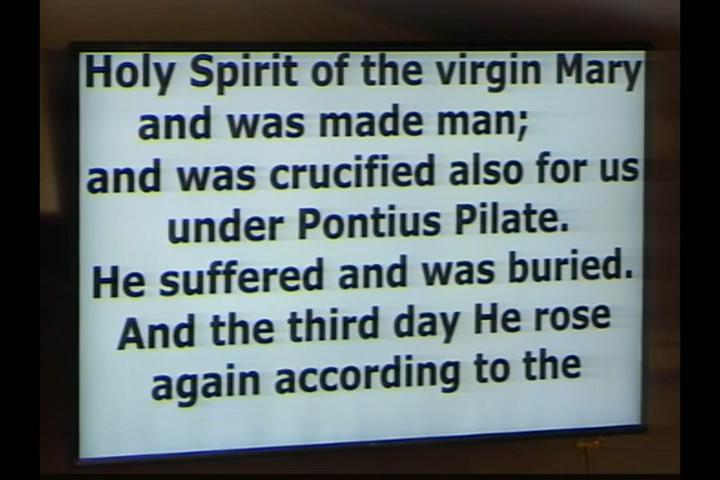 Holy Spirit of the virgin Mary
and was made man;
and was crucified also for us
under Pontius Pilate.
He suffered and was buried.
And the third day He rose
again according to the